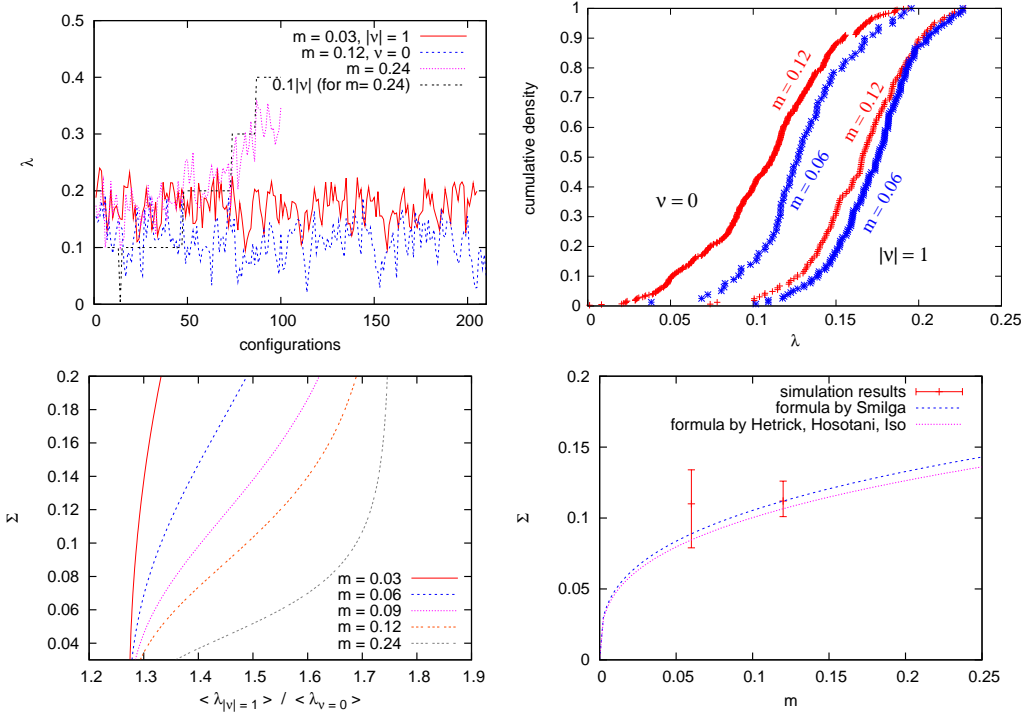 0.5
0.4
0.3
0.2
0.1
0
λ
0
50
100
150
200
configurations
m = 0.03, |ν| = 1
m = 0.12, ν = 0
m = 0.24
0.1|ν| (for m= 0.24)
1
0.9
0.8
0.7
0.6
0.5
0.4
0.3
0.2
0.1
0
cumulative density
0
0.05
0.1
0.15
0.2
0.25
λ
m = 0.12
m = 0.06
m = 0.12
m = 0.06
ν = 0
|ν| = 1
0.2
0.18
0.16
0.14
0.12
0.1
0.08
0.06
0.04
Σ
1.2
1.3
1.4
1.5
1.6
1.7
1.8
1.9
< λ|ν| = 1 > / < λν = 0 >
m = 0.03
m = 0.06
m = 0.09
m = 0.12
m = 0.24
0.2
0.15
0.1
0.05
0
Σ
0
0.05
0.1
0.15
0.2
0.25
m
simulation results
formula by Smilga
formula by Hetrick, Hosotani, Iso